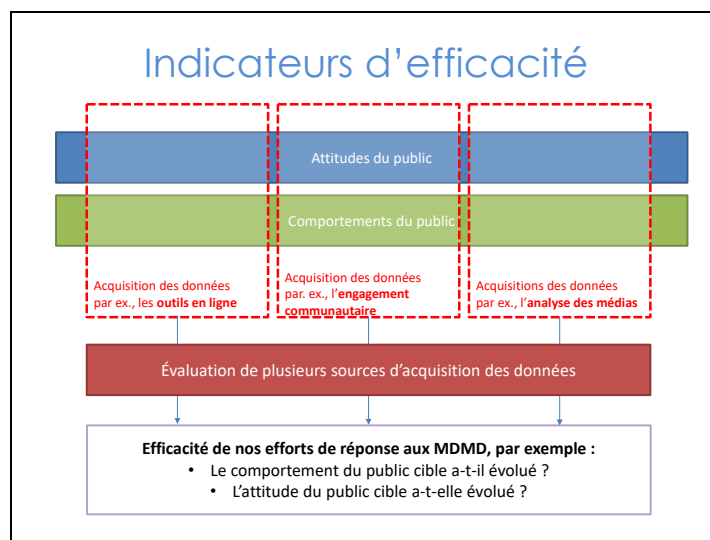 Indicateurs d'efficacité
Attitudes du public
Comportements du public
Acquisition des données
par ex., les outils en ligne
Acquisition des données
par. ex., l'engagement
communautaire
Acquisitions des données
par ex., l'analyse des médias
Évaluation de plusieurs sources d'acquisition des données
Efficacité de nos efforts de réponse aux MDMD, par exemple :
• Le comportement du public cible a-t-il évolué ?
• L'attitude du public cible a-t-elle évolué ?